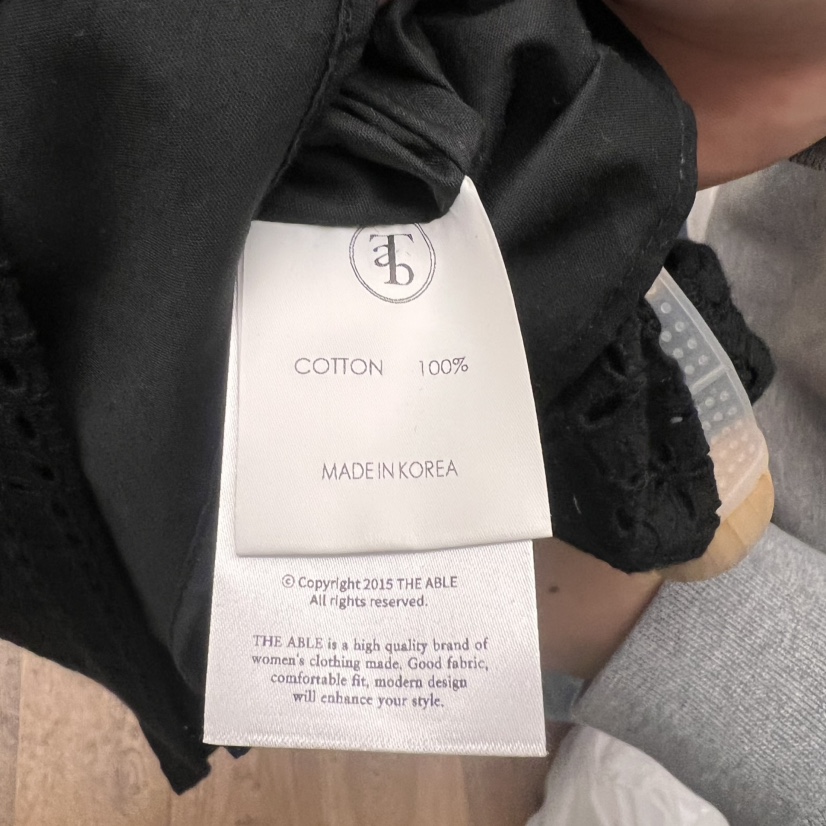 Tab
COTTON 100%
MADE IN KOREA
© Copyright 2015 THE ABLE
All rights reserved.
THE ABLE is a high quality brand of
women's clothing made. Good fabric,
comfortable fit, modern design
will enhance your style.